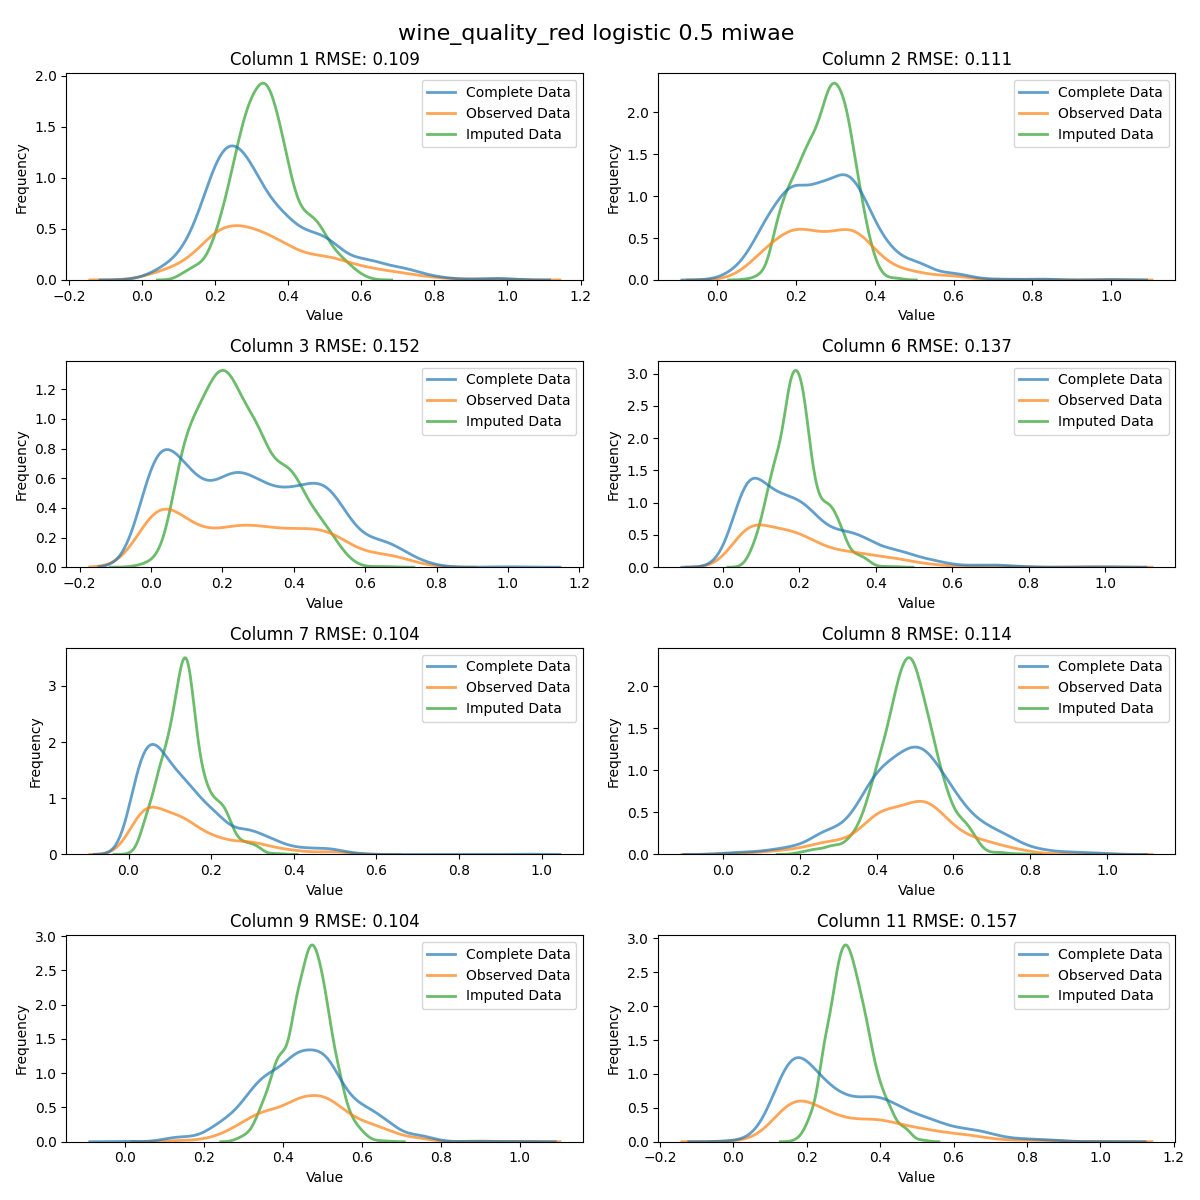 wine_quality_red logistic 0.5 miwae
Column 1 RMSE: 0.109
Frequency
2.0
1.5
1.0
0.5
0.0
Complete Data
Observed Data
Imputed Data
−0.2 0.0 0.2 0.4 0.6 0.8 1.0 1.2
Value
Column 2 RMSE: 0.111
Frequency
2.0
1.5
1.0
0.5
0.0
Complete Data
Observed Data
Imputed Data
0.0 0.2 0.4 0.6 0.8 1.0
Value
Column 3 RMSE: 0.152
Frequency
1.2
1.0
0.8
0.6
0.4
0.2
0.0
Complete Data
Observed Data
Imputed Data
−0.2 0.0 0.2 0.4 0.6 0.8 1.0 1.2
Value
Column 6 RMSE: 0.137
Frequency
3.0
2.5
2.0
1.5
1.0
0.5
0.0
Complete Data
Observed Data
Imputed Data
0.0 0.2 0.4 0.6 0.8 1.0
Value
Column 7 RMSE: 0.104
Frequency
3
2
1
0
Complete Data
Observed Data
Imputed Data
0.0 0.2 0.4 0.6 0.8 1.0
Value
Column 8 RMSE: 0.114
Frequency
2.0
1.5
1.0
0.5
0.0
Complete Data
Observed Data
Imputed Data
0.0 0.2 0.4 0.6 0.8 1.0
Value
Column 9 RMSE: 0.104
Frequency
3.0
2.5
2.0
1.5
1.0
0.5
0.0
Complete Data
Observed Data
Imputed Data
0.0 0.2 0.4 0.6 0.8 1.0
Value
Column 11 RMSE: 0.157
Frequency
3.0
2.5
2.0
1.5
1.0
0.5
0.0
Complete Data
Observed Data
Imputed Data
−0.2 0.0 0.2 0.4 0.6 0.8 1.0 1.2
Value